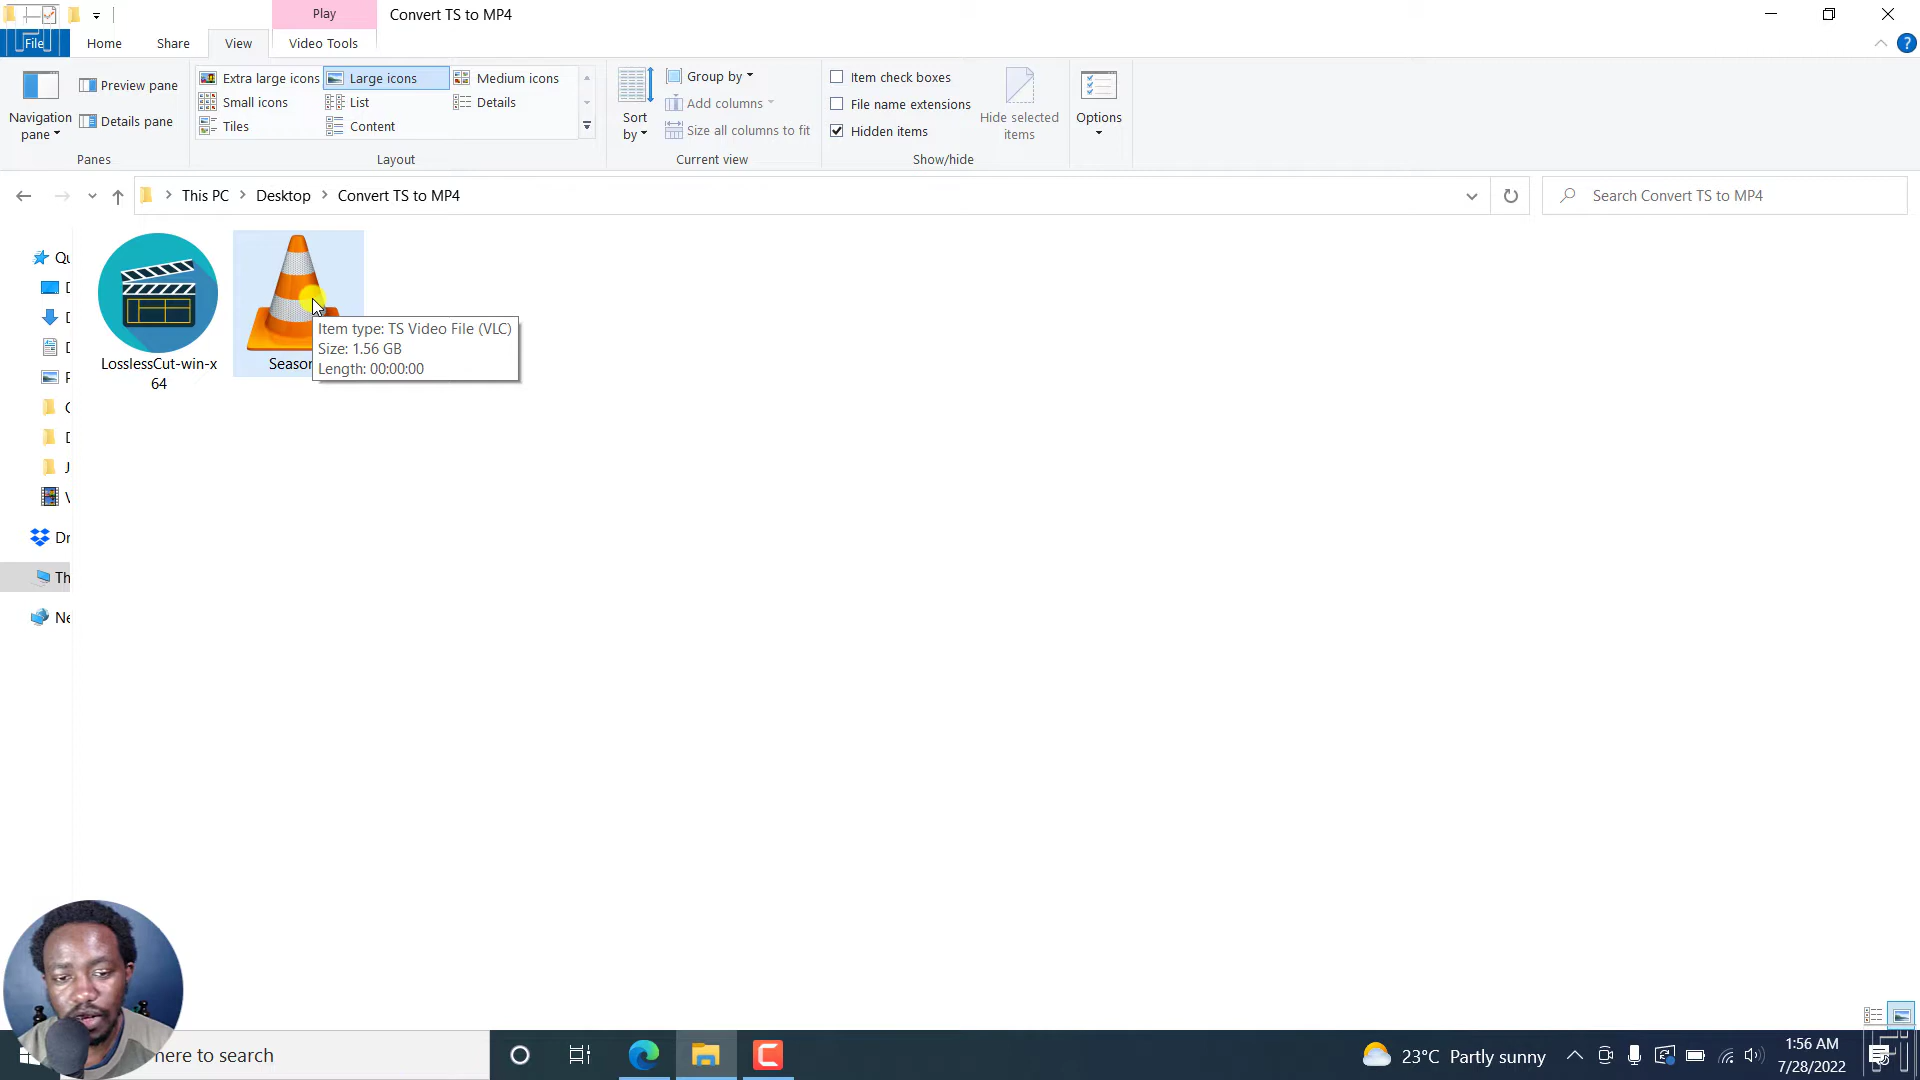 Play
Convert TS to MP4
File
Home
Share
View
Video Tools
Navigation pane
Preview pane
Details pane
Panes
Extra large icons
Large icons
Medium icons
Small icons
List
Details
Tiles
Content
Layout
Sort by
Group by
Add columns
Size all columns to fit
Current view
Item check boxes
File name extensions
Hidden items
Hide selected items
Show/hide
Options
This PC
Desktop
Convert TS to MP4
Search Convert TS to MP4
LosslessCut-win-x
64
Item type: TS Video File (VLC)
Size: 1.56 GB
Length: 00:00:00
here to search
23°C Partly sunny
1:56 AM
7/28/2022